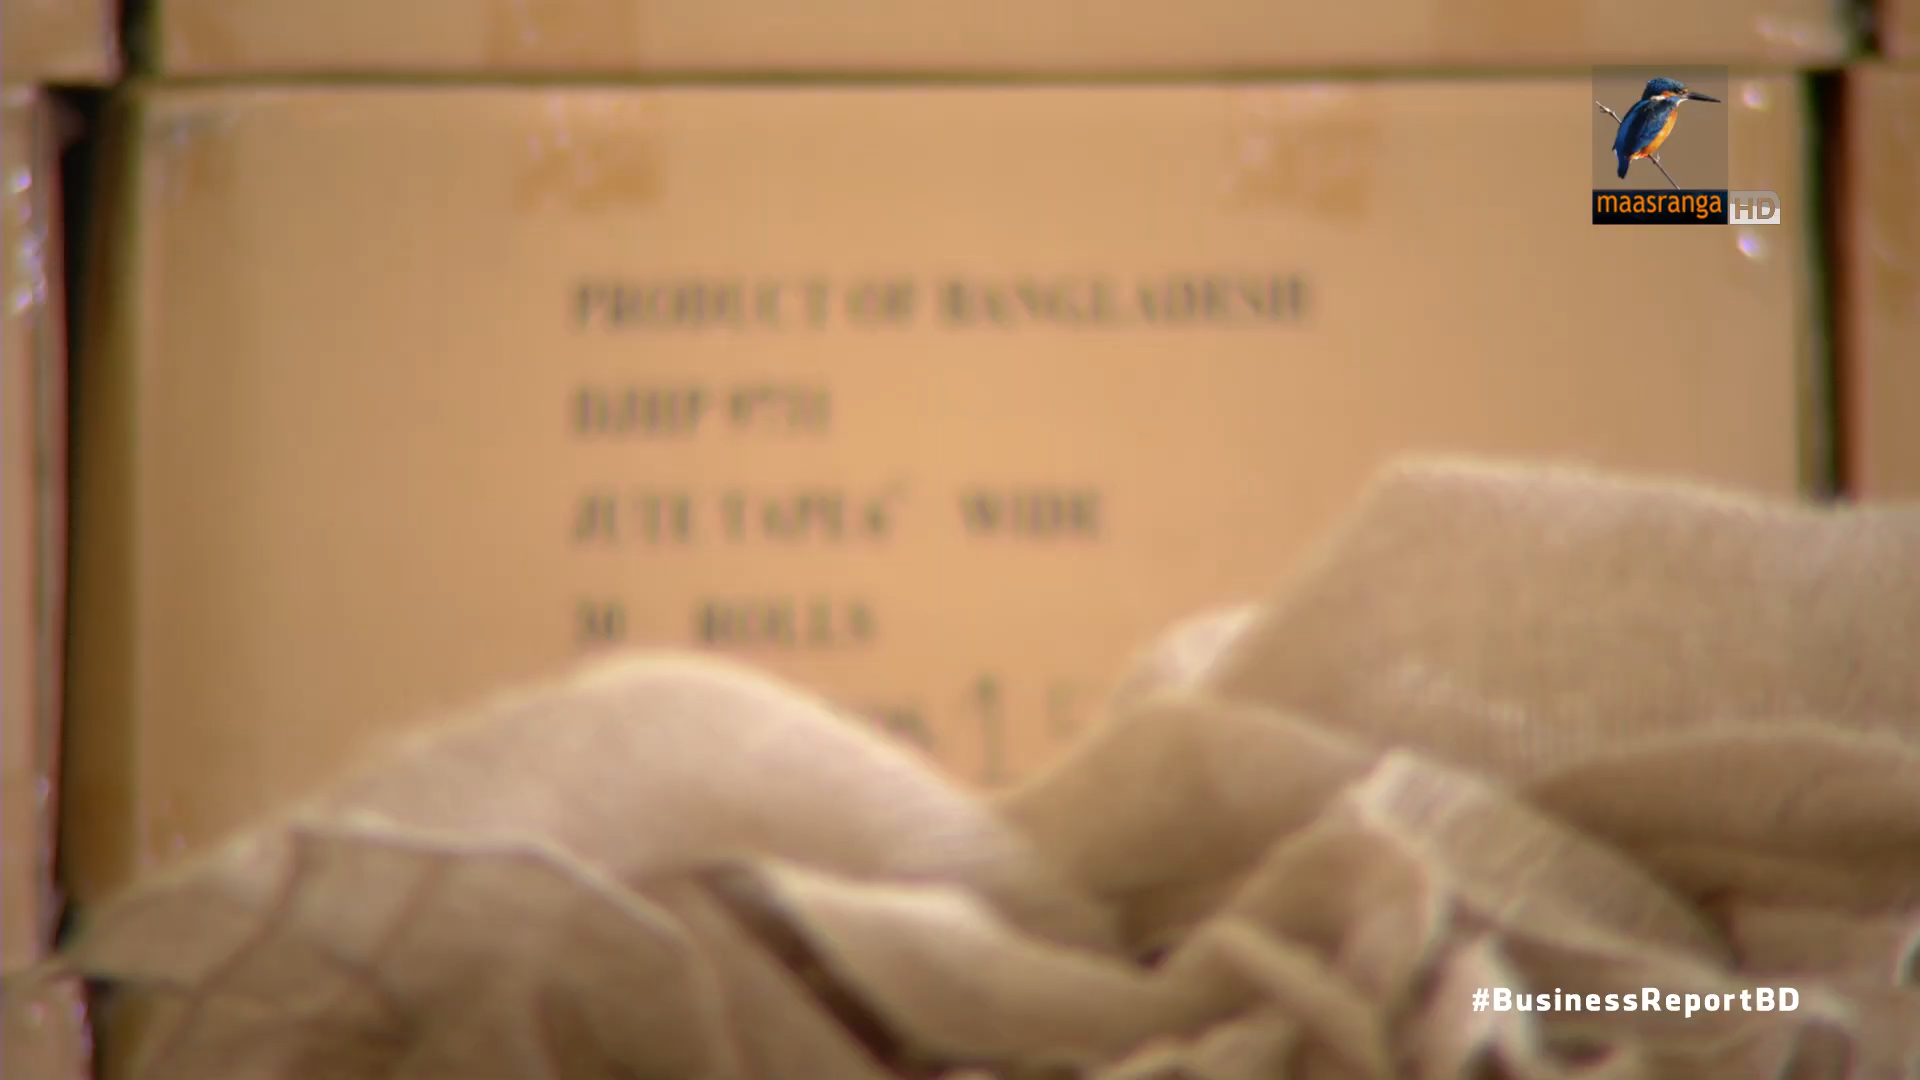 maasranga HD
PRODUCT OF BANGLADESH
JUTE TAPE 6" WIDE
ROLLS
#BusinessReportBD